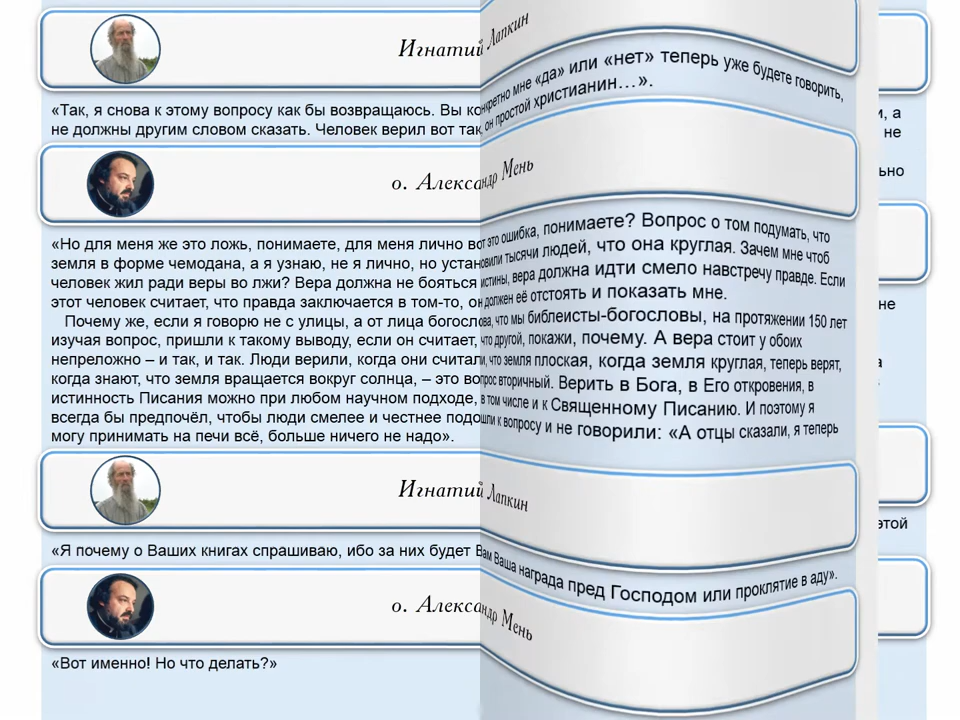 Игнатий Лапкин
«Так, я снова к этому вопросу как бы возвращаюсь. Вы конкретно мне «да» или «нет» теперь уже будете говорить,
не должны другим словом сказать. Человек верил вот так, он простой христианин…».
о. Александр Мень
«Но для меня же это ложь, понимаете, для меня лично вот это ошибка, понимаете? Вопрос о том подумать, что
земля в форме чемодана, а я узнаю, не я лично, но установили тысячи людей, что она круглая. Зачем мне чтоб
человек жил ради веры во лжи? Вера должна не бояться истины, вера должна идти смело навстречу правде. Если
этот человек считает, что правда заключается в том-то, он должен её отстоять и показать мне.
Почему же, если я говорю не с улицы, а от лица богословa, что мы библеисты-богословы, на протяжении 150 лет
изучая вопрос, пришли к такому выводу, если он считает, что другой, покажи, почему. А вера стоит у обоих
непреложно – и так, и так. Люди верили, когда они считали, что земля плоская, когда земля круглая, теперь верят,
когда знают, что земля вращается вокруг солнца, – это вопрос вторичный. Верить в Бога, в Его откровения, в
истинность Писания можно при любом научном подходе, в том числе и к Священному Писанию. И поэтому я
всегда бы предпочёл, чтобы люди смелее и честнее подошли к вопросу и не говорили: «А отцы сказали, я теперь
могу принимать на печи всё, больше ничего не надо».
Игнатий Лапкин
«Я почему о Ваших книгах спрашиваю, ибо за них будет Вам Ваша награда пред Господом или проклятие в аду».
о. Александр Мень
«Вот именно! Но что делать?»
и, а
не
ьно
не
этой